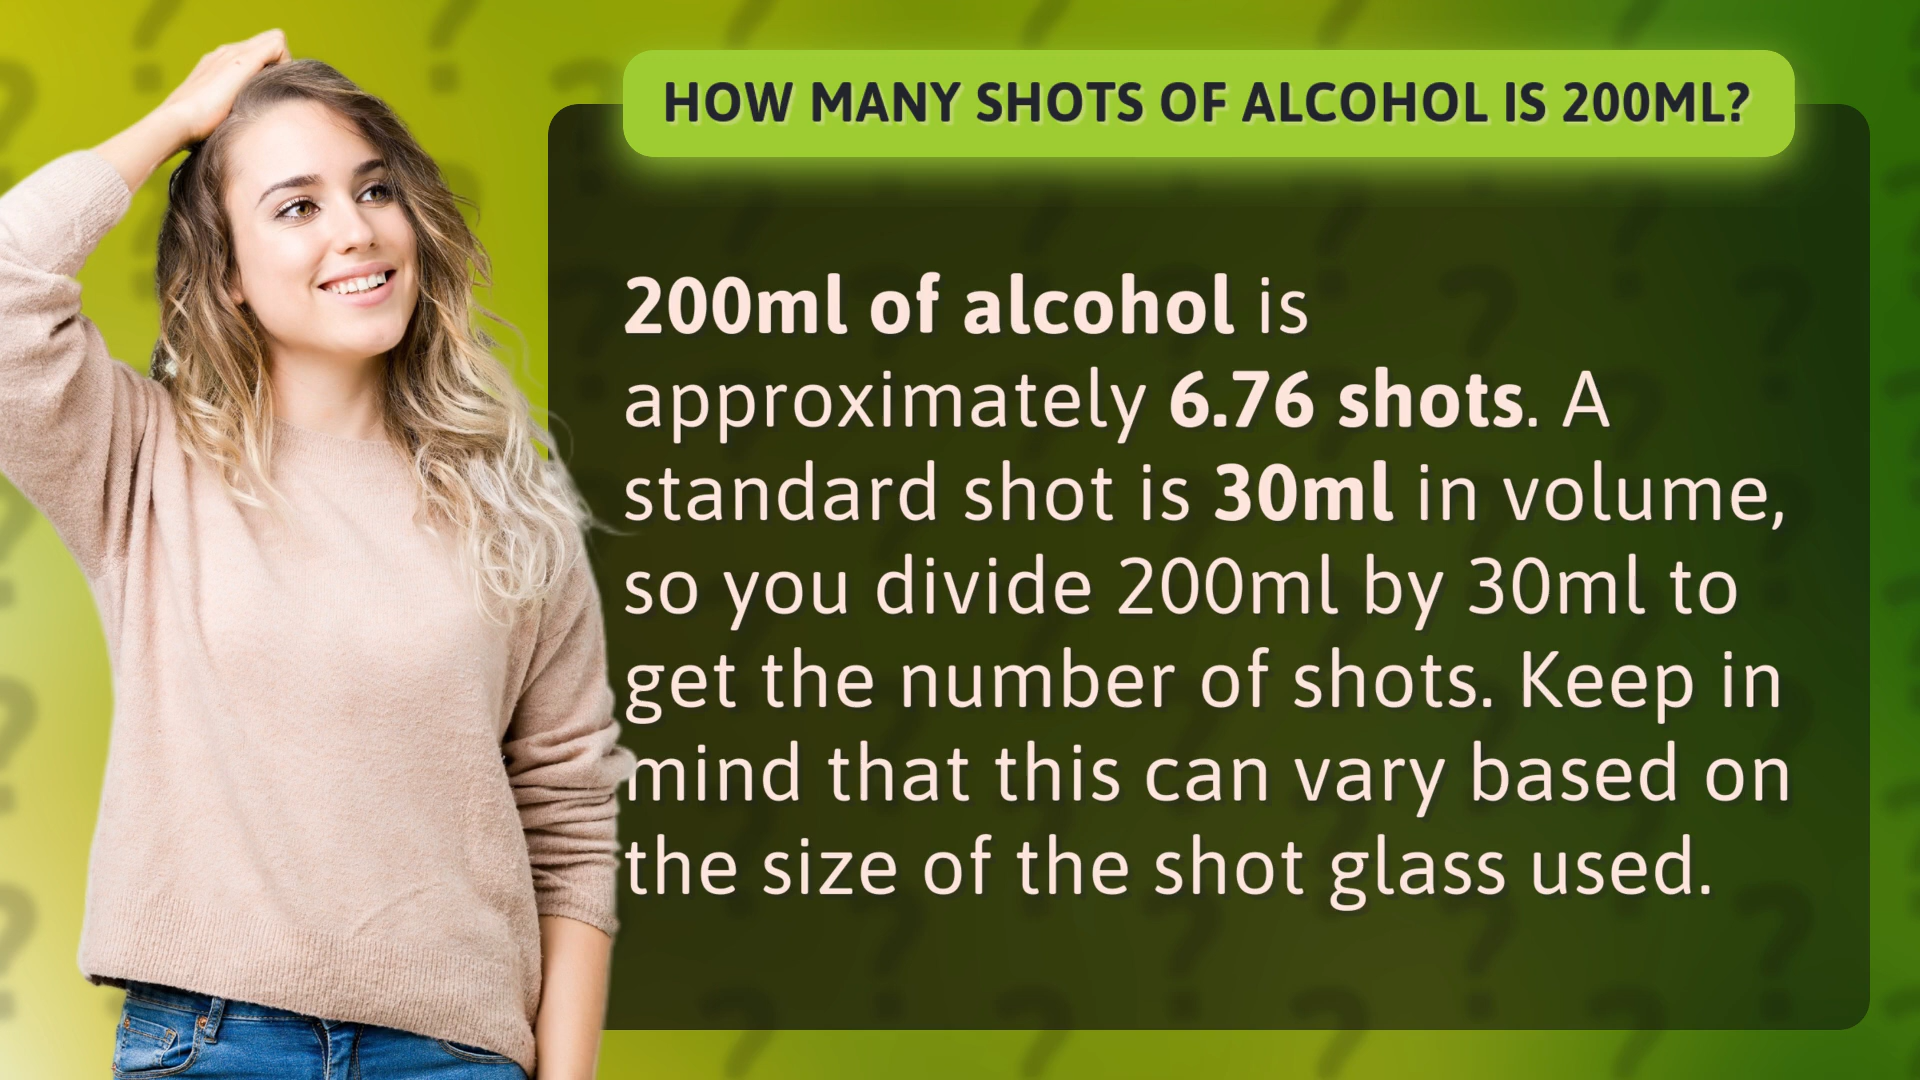 HOW MANY SHOTS OF ALCOHOL IS 200ML?
200ml of alcohol is
approximately 6.76 shots. A
standard shot is 30ml in volume,
so you divide 200ml by 30ml to
get the number of shots. Keep in
mind that this can vary based on
the size of the shot glass used.